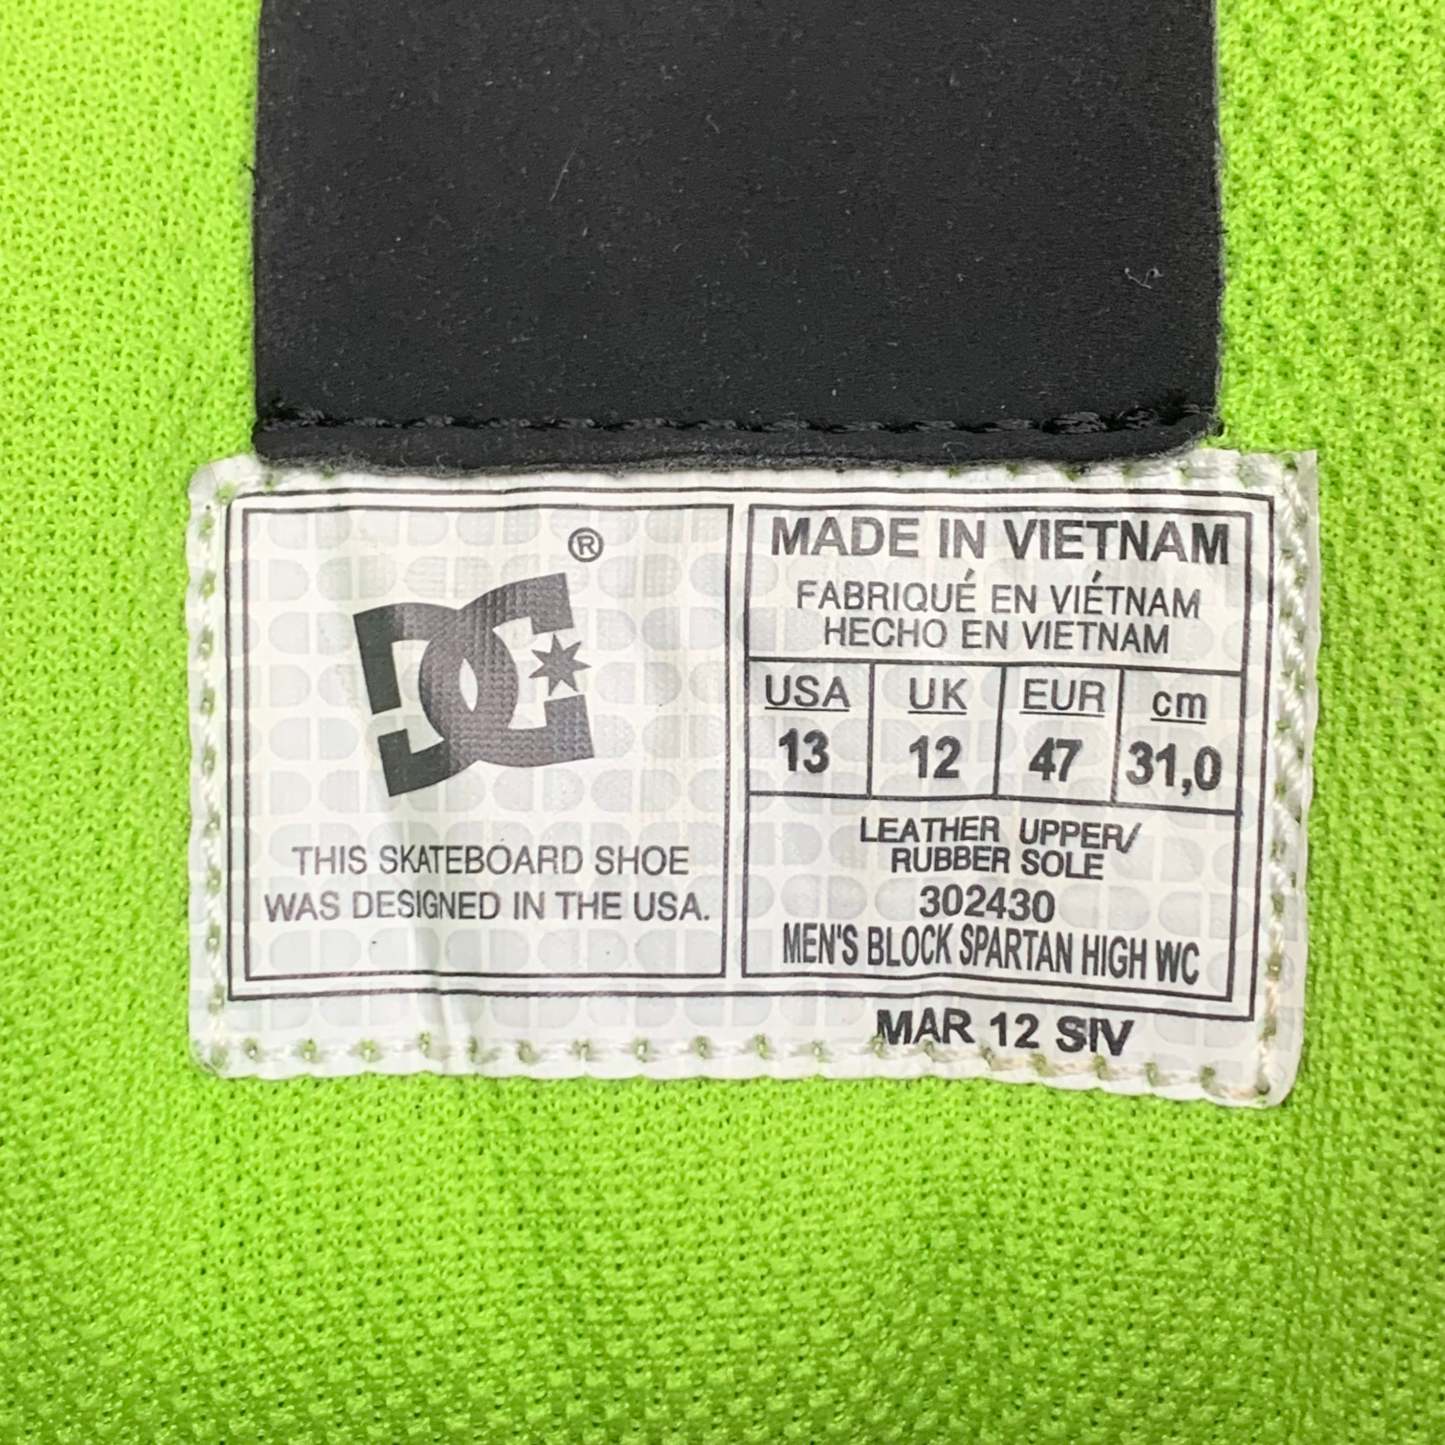 ®
DC
THIS SKATEBOARD SHOE
WAS DESIGNED IN THE USA.
MADE IN VIETNAM
FABRIQUÉ EN VIÉTNAM
HECHO EN VIETNAM
USA UK EUR cm
13 12 47 31,0
LEATHER UPPER/
RUBBER SOLE
302430
MEN'S BLOCK SPARTAN HIGH WC
MAR 12 SIV